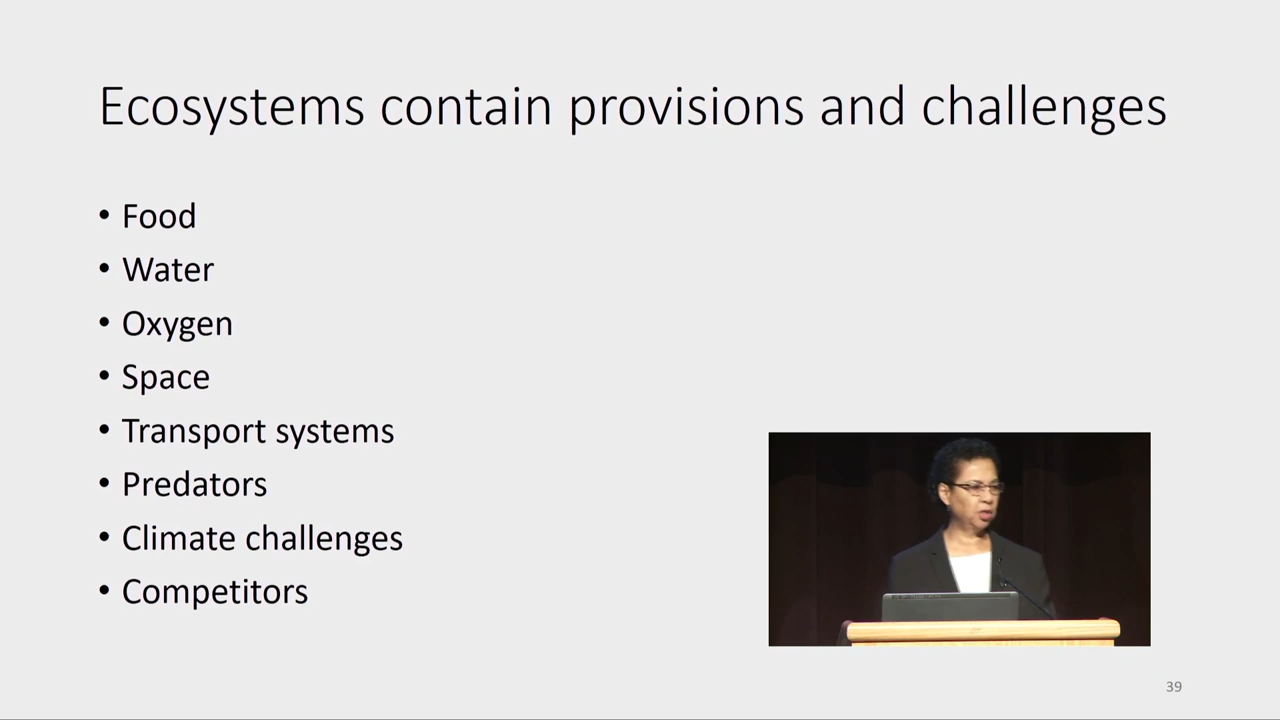 Ecosystems contain provisions and challenges
• Food
• Water
• Oxygen
• Space
• Transport systems
• Predators
• Climate challenges
• Competitors
39